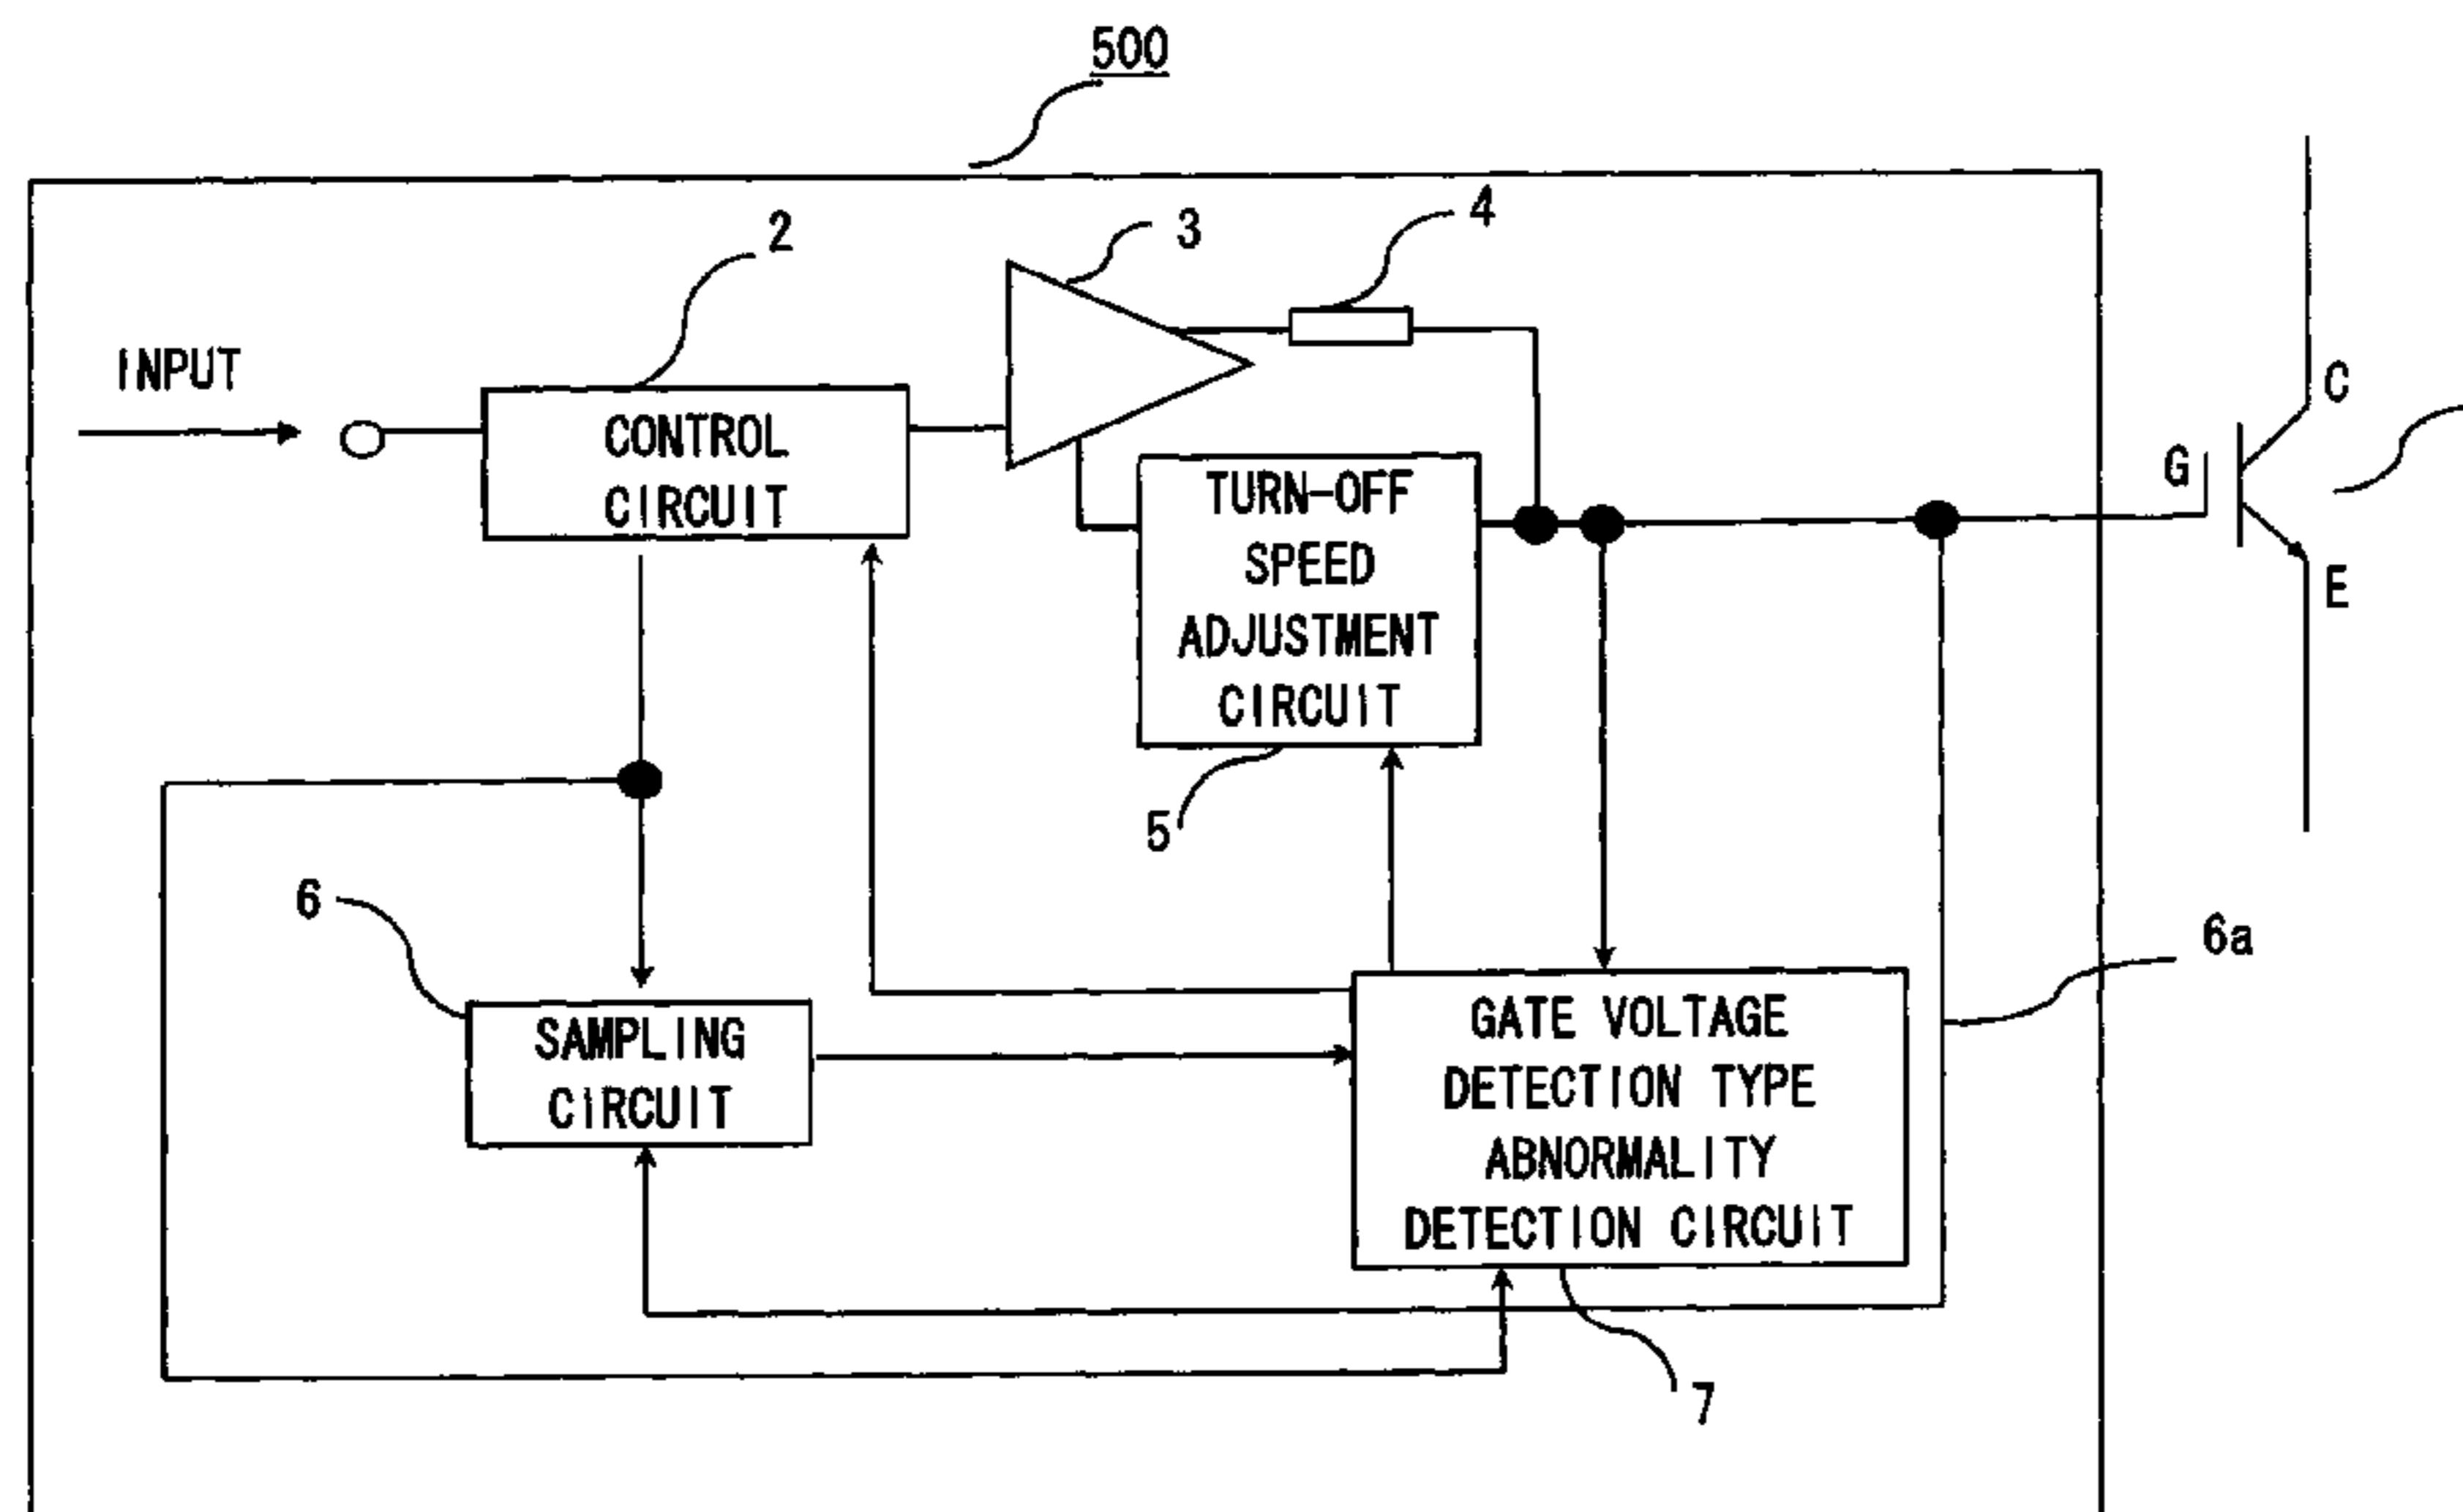 500
2
3
4
INPUT
CONTROL
CIRCUIT
C
G
E
TURN-OFF
SPEED
ADJUSTMENT
CIRCUIT
5
6
6a
SAMPLING
CIRCUIT
GATE VOLTAGE
DETECTION TYPE
ABNORMALITY
DETECTION CIRCUIT
7